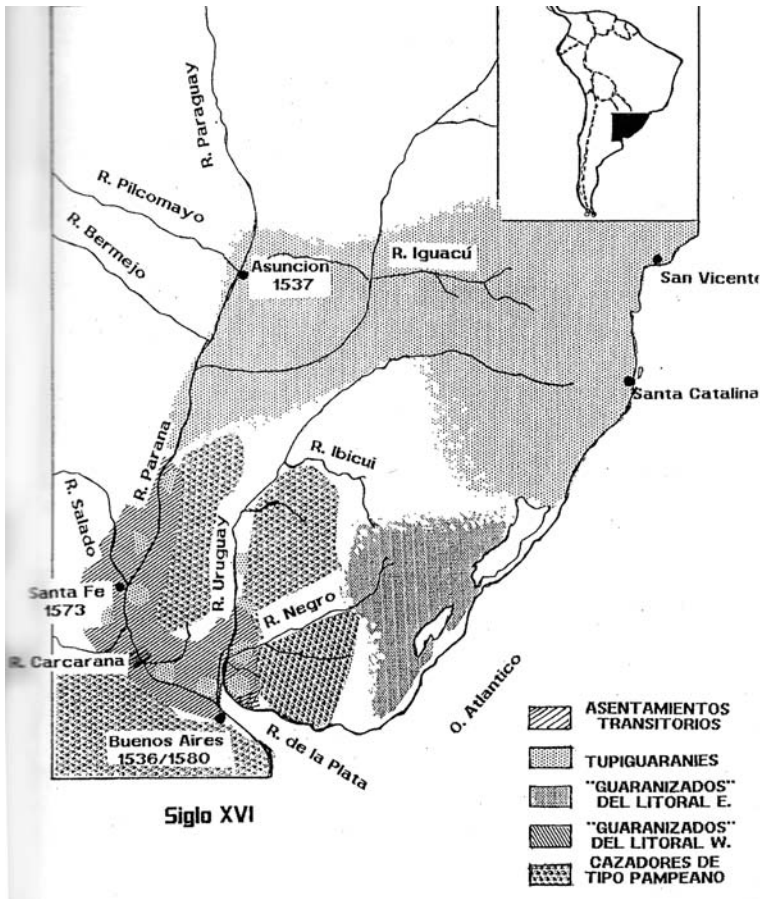 R. Paraguay
R. Pilcomayo
R. Bermejo
Asuncion
1537
R. Iguacú
San Vicente
Santa Catalina
R. Parana
R. Ibicui
R. Salado
R. Uruguay
Santa Fe
1573
R. Negro
R. Carcarana
O. Atlantico
Buenos Aires
1536/1580
R. de la Plata
Siglo XVI
ASENTAMIENTOS
TRANSITORIOS
TUPIGUARANIES
"GUARANIZADOS"
DEL LITORAL E.
"GUARANIZADOS"
DEL LITORAL W.
CAZADORES DE
TIPO PAMPEANO